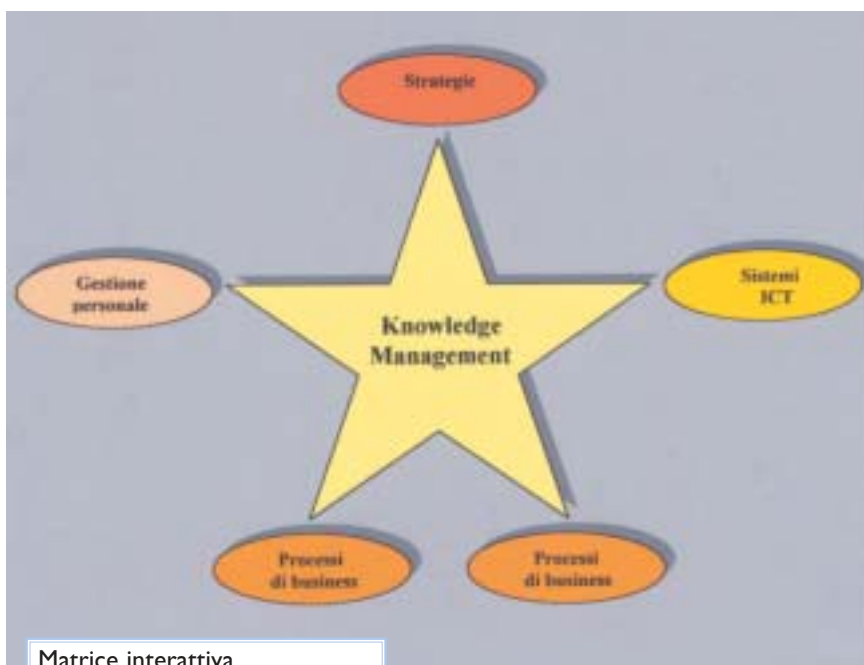 Strategie
Gestione
personale
Sistemi
ICT
Knowledge
Management
Processi
di business
Processi
di business
Matrice interattiva